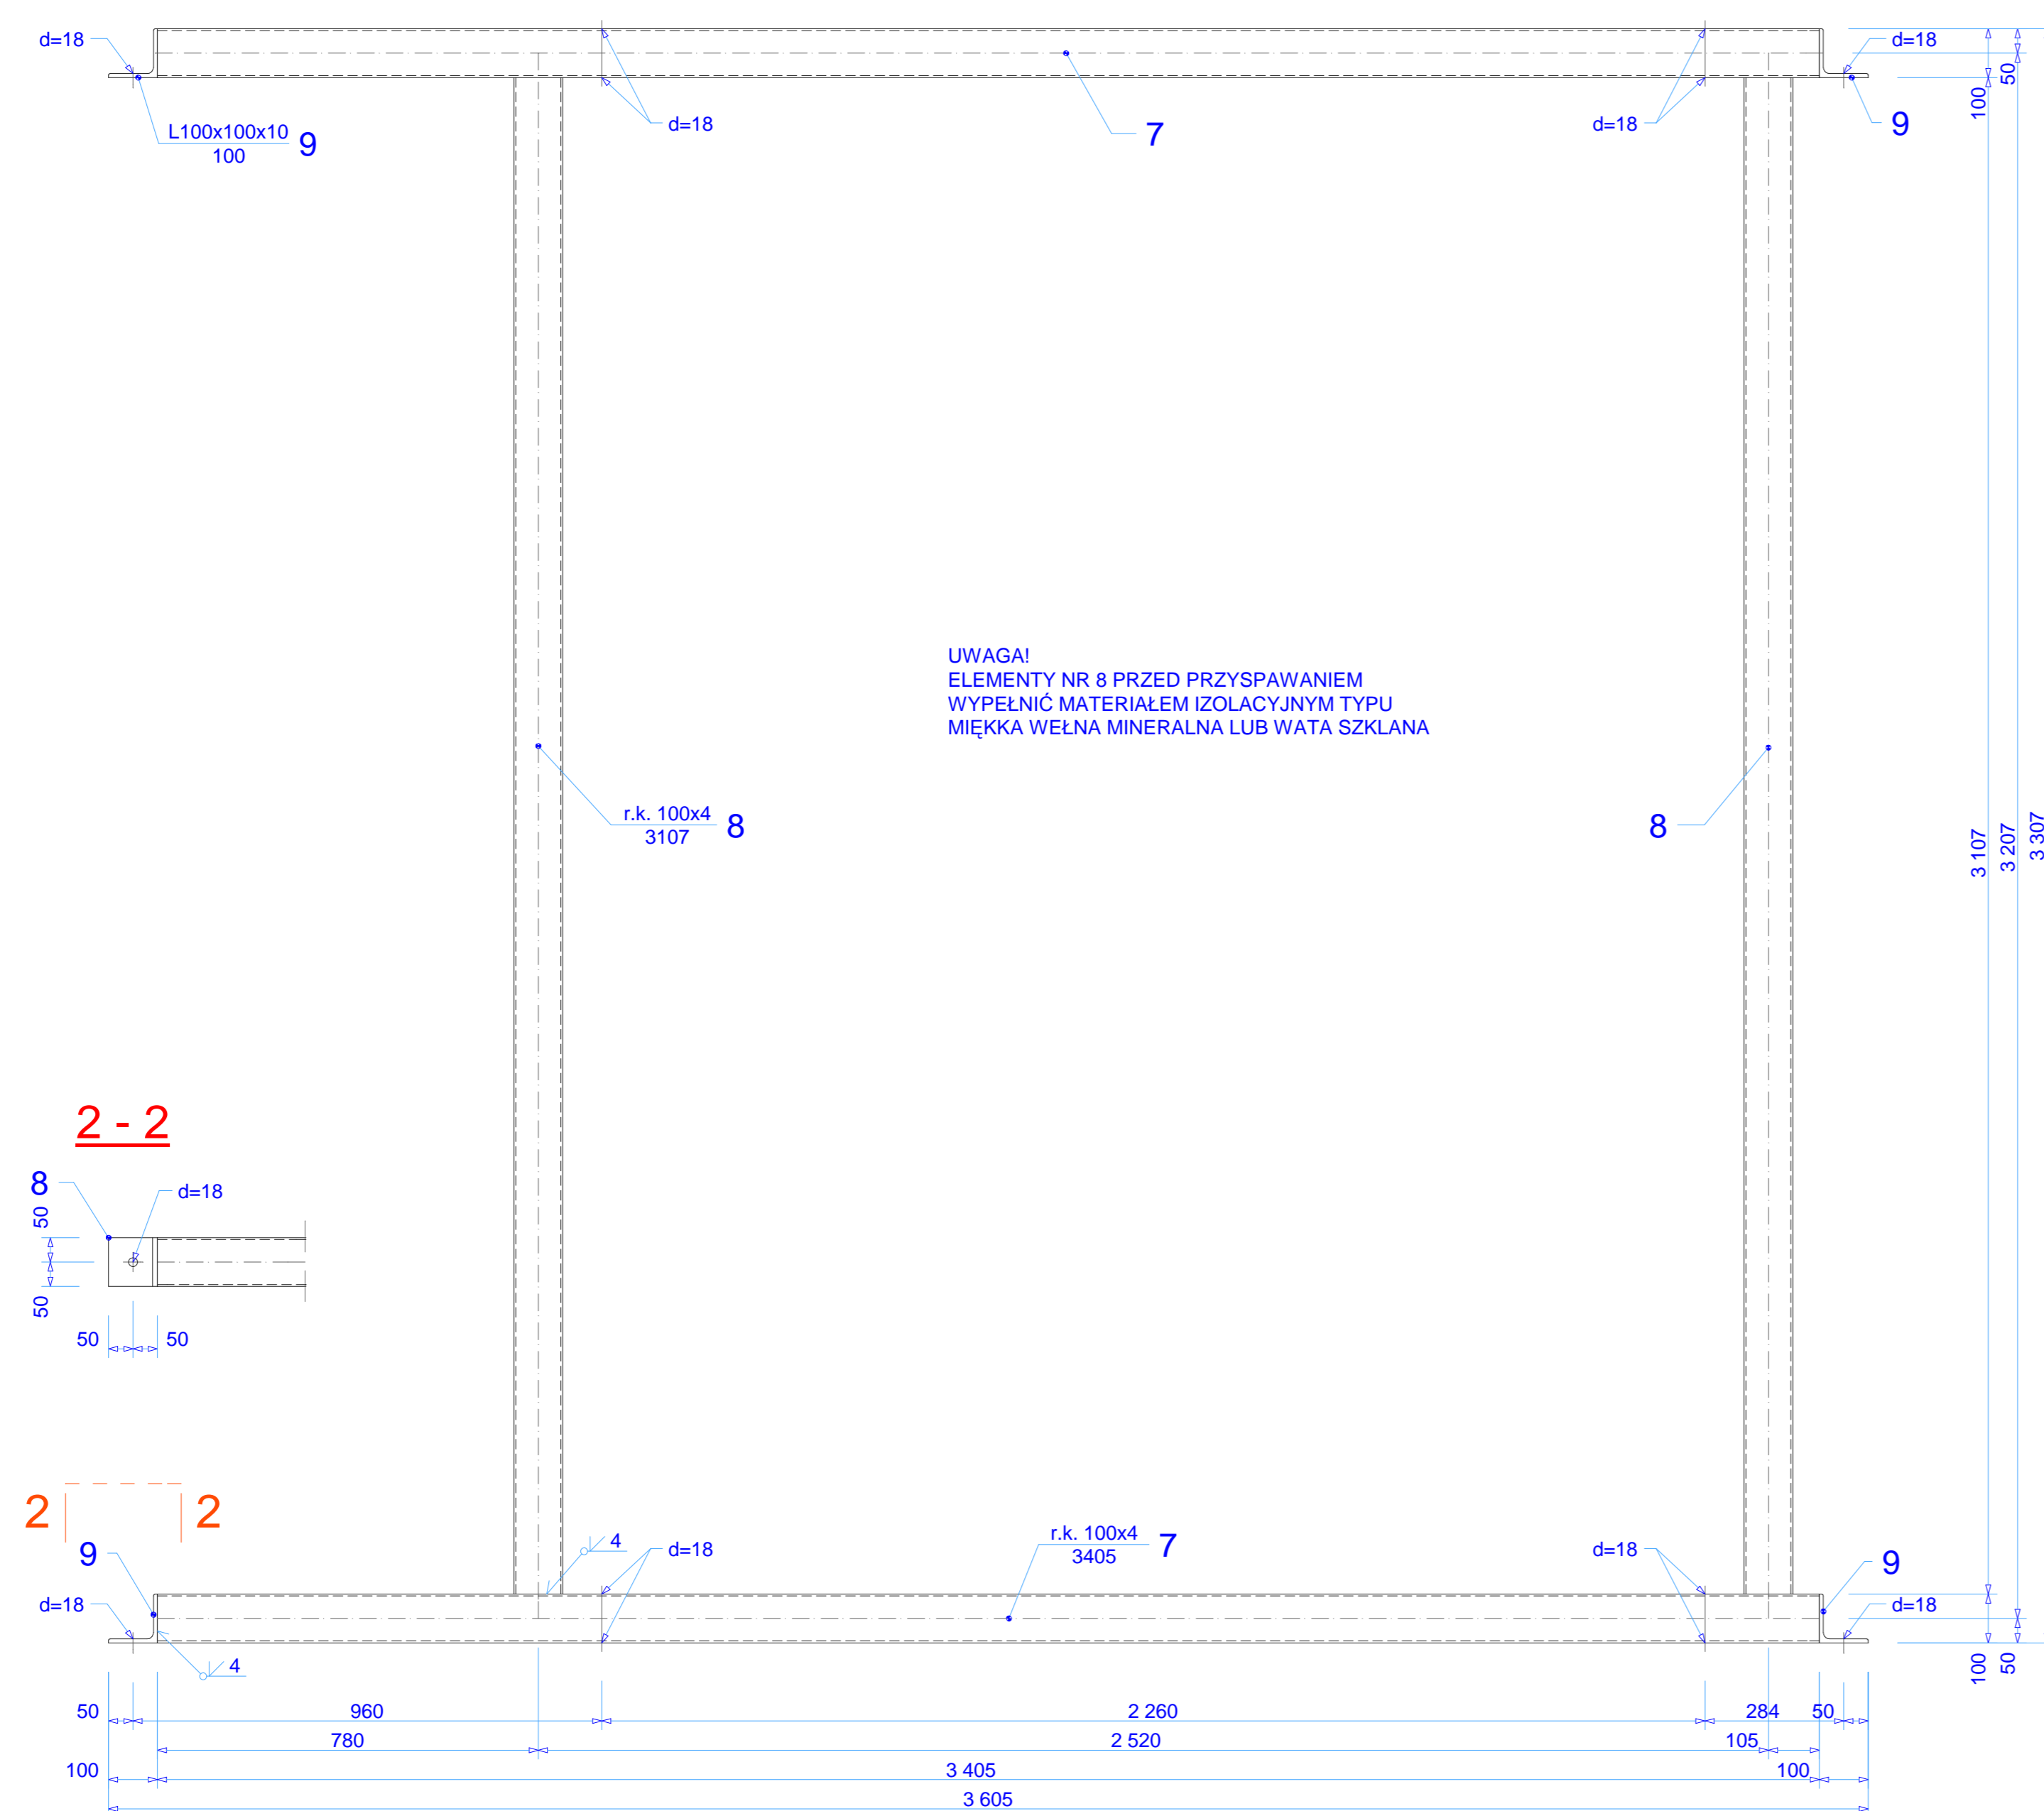 d=18
d=18
50
100
L100x100x10
100
9
d=18
7
d=18
9
UWAGA!
ELEMENTY NR 8 PRZED PRZYSPAWANIEM
WYPEŁNIĆ MATERIAŁEM IZOLACYJNYM TYPU
MIĘKKA WEŁNA MINERALNA LUB WATA SZKLANA
r.k. 100x4
3107
8
8
3 107
3 207
3 307
2 - 2
8
d=18
50
50
50
50
2
2
9
d=18
4
d=18
r.k. 100x4
3405
7
d=18
9
d=18
4
100
50
50
960
2 260
284
50
780
2 520
105
100
3 405
100
3 605